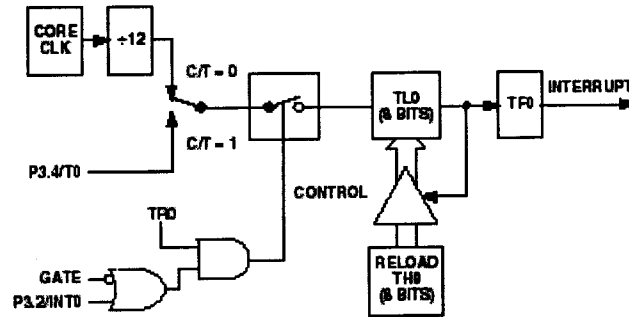 CORE
CLK
÷12
C/T = 0
C/T = 1
P3.4/T0
TL0
(8 BITS)
TF0
INTERRUPT
CONTROL
TR0
GATE
P3.2/INT0
RELOAD
TH0
(8 BITS)